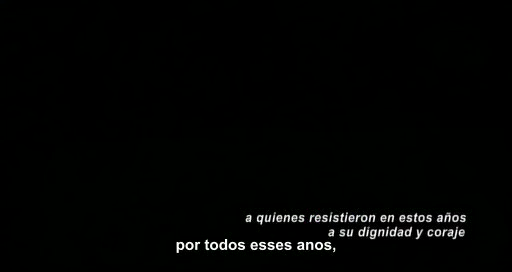 a quienes resistieron en estos años
a su dignidad y coraje
por todos esses anos,